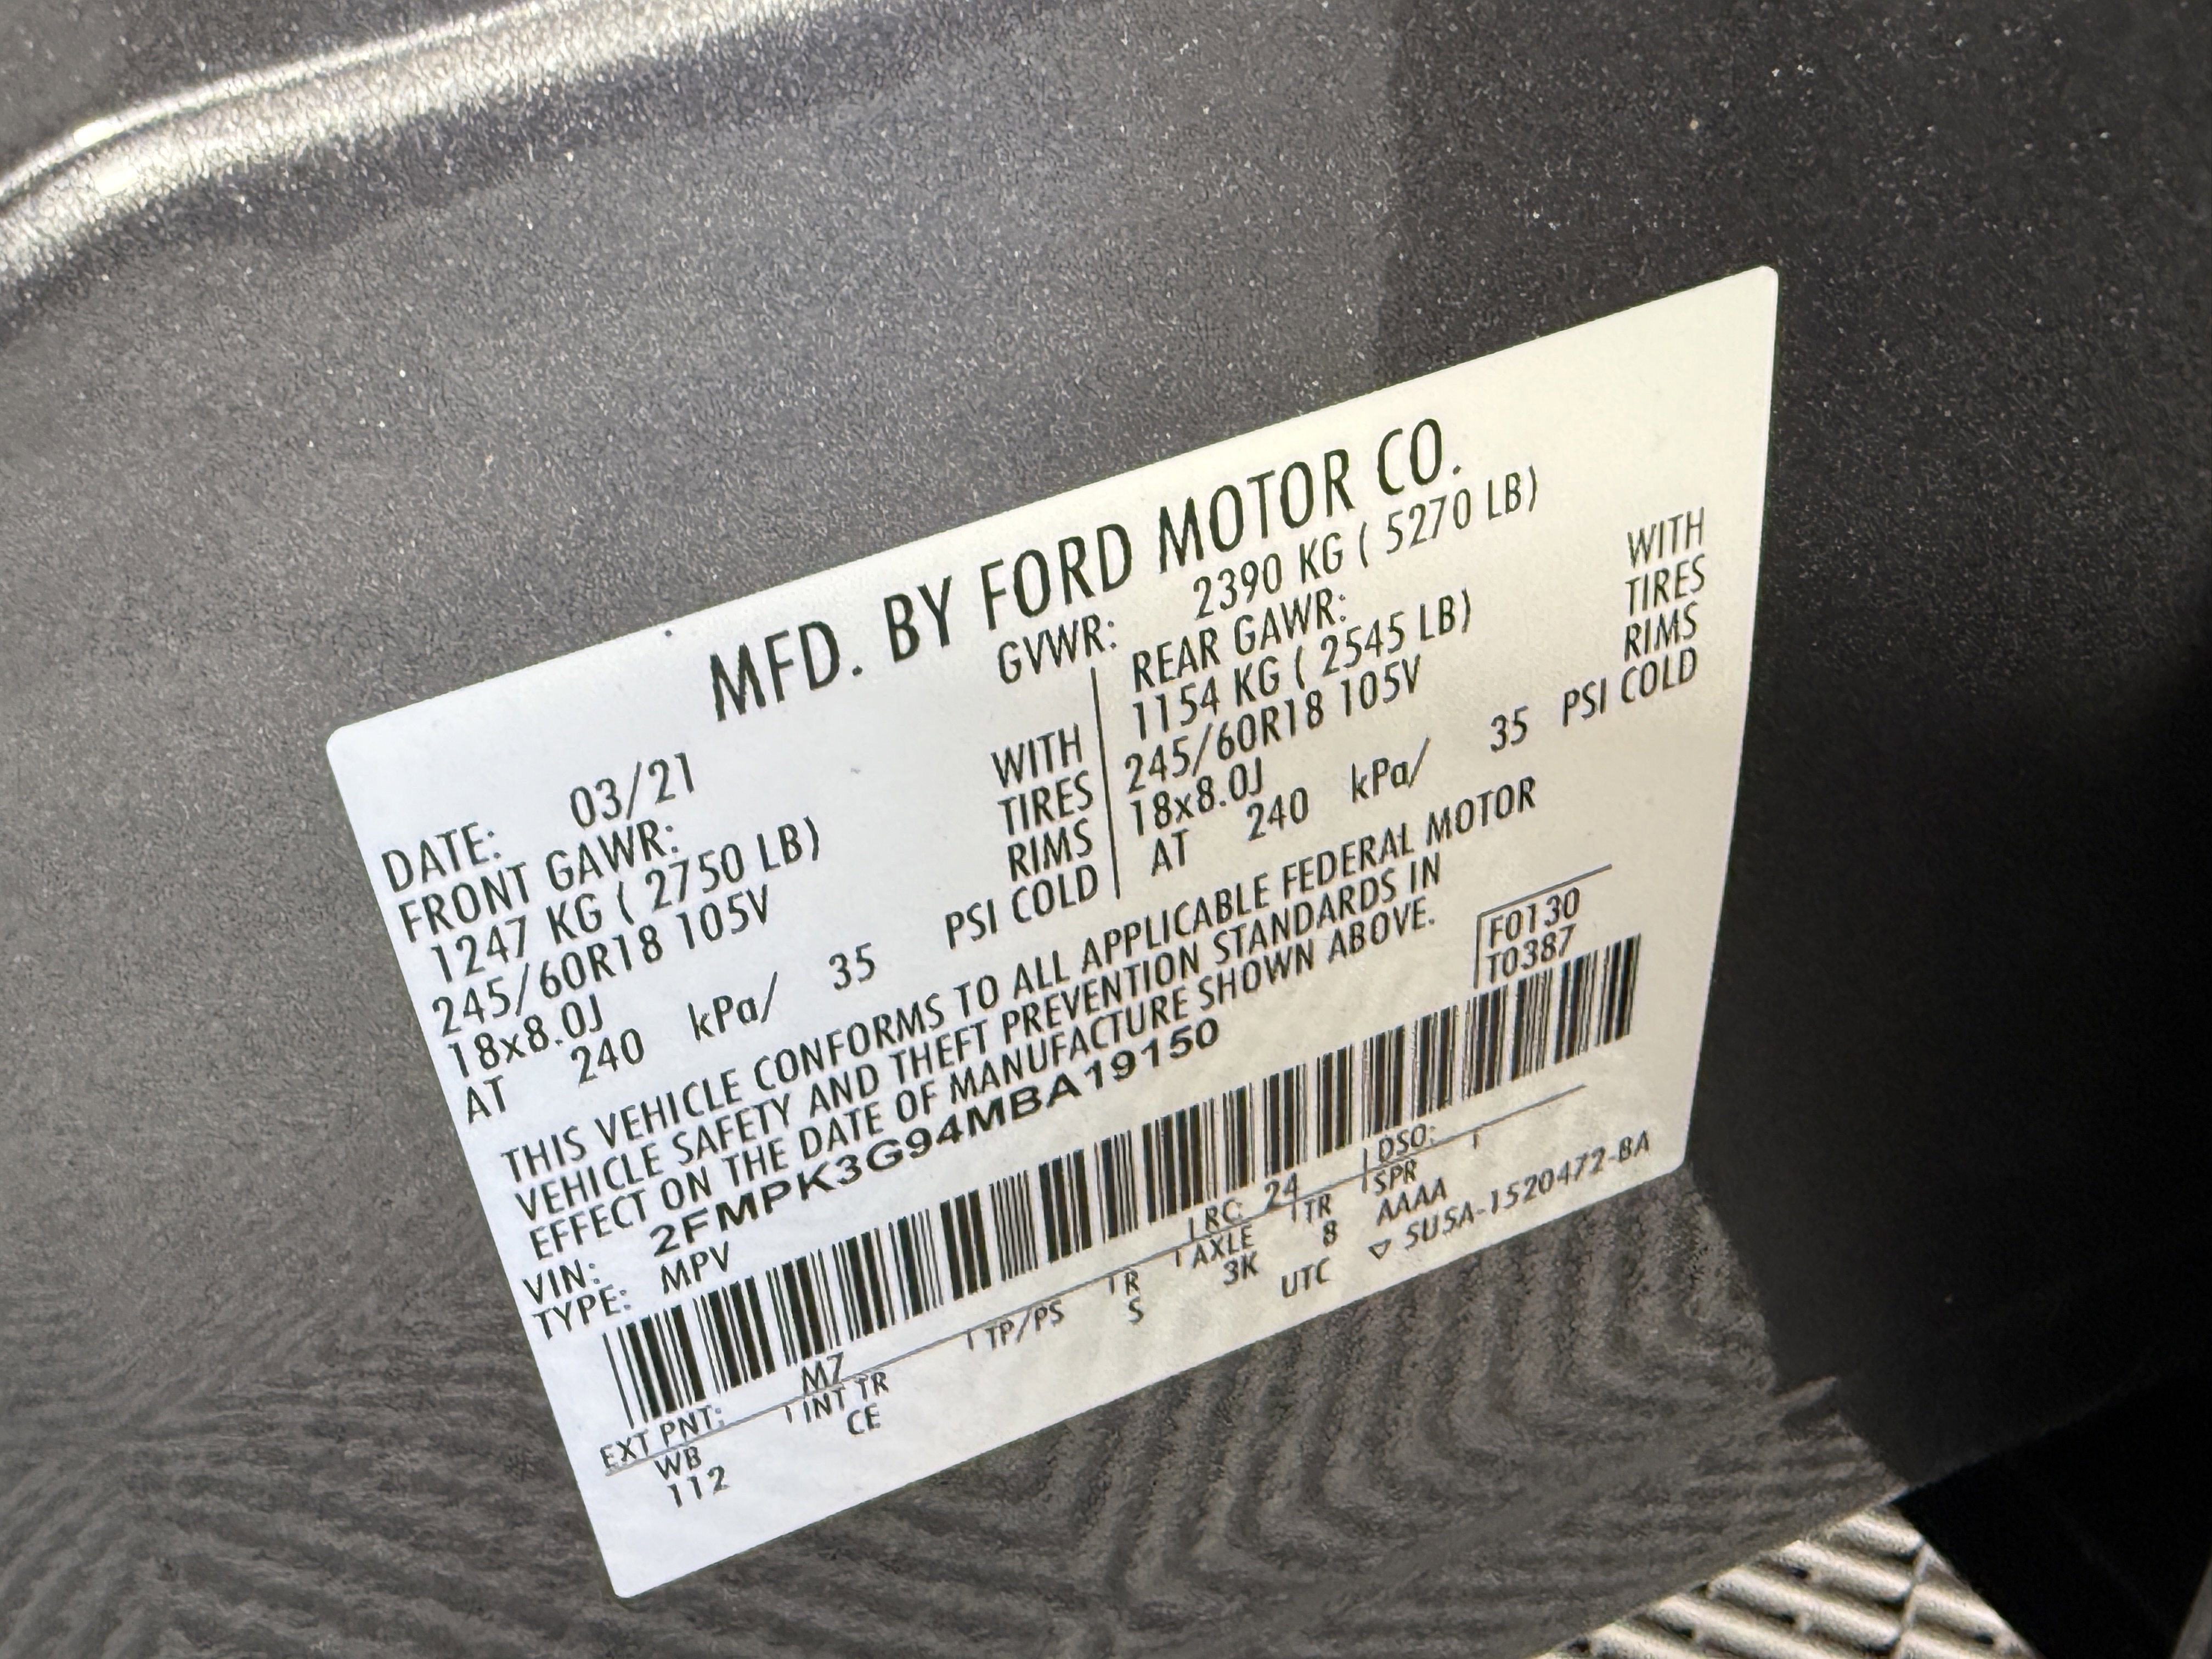 MFD. BY FORD MOTOR CO.
DATE: 03/21 GVWR: 2390 KG ( 5270 LB)
FRONT GAWR: REAR GAWR:
1247 KG ( 2750 LB) WITH 1154 KG ( 2545 LB) WITH
245/60R18 105V TIRES 245/60R18 105V TIRES
18x8.0J RIMS 18x8.0J RIMS
AT 240 kPa/ 35 PSI COLD AT 240 kPa/ 35 PSI COLD
THIS VEHICLE CONFORMS TO ALL APPLICABLE FEDERAL MOTOR
VEHICLE SAFETY AND THEFT PREVENTION STANDARDS IN
EFFECT ON THE DATE OF MANUFACTURE SHOWN ABOVE.
VIN: 2FMPK3G94MBA19150 F0130
TYPE: MPV T0387
EXT PNT: M7 RC: 24 DSO:
WB INT TR TP/PS R AXLE TR SPR
112 CE S 3K 8 AAAA
UTC ▽ 5U5A-1520472-BA